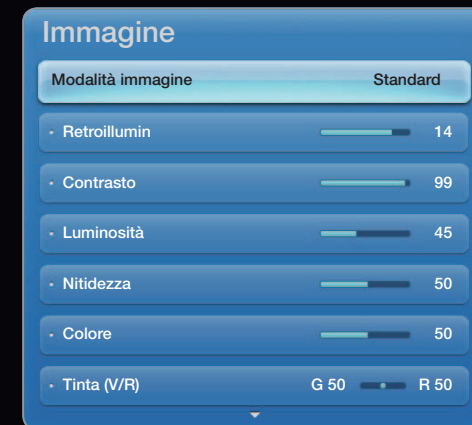 Immagine
Modalità immagine Standard
Retroillumin 14
Contrasto 99
Luminosità 45
Nitidezza 50
Colore 50
Tinta (V/R) G 50 R 50